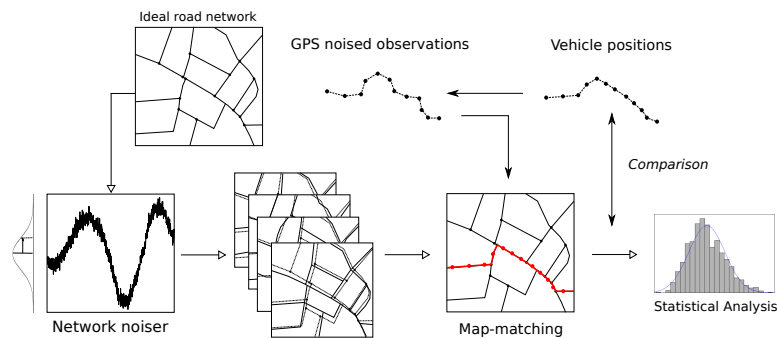 Ideal road network
GPS noised observations
Vehicle positions
Comparison
Network noiser
Map-matching
Statistical Analysis